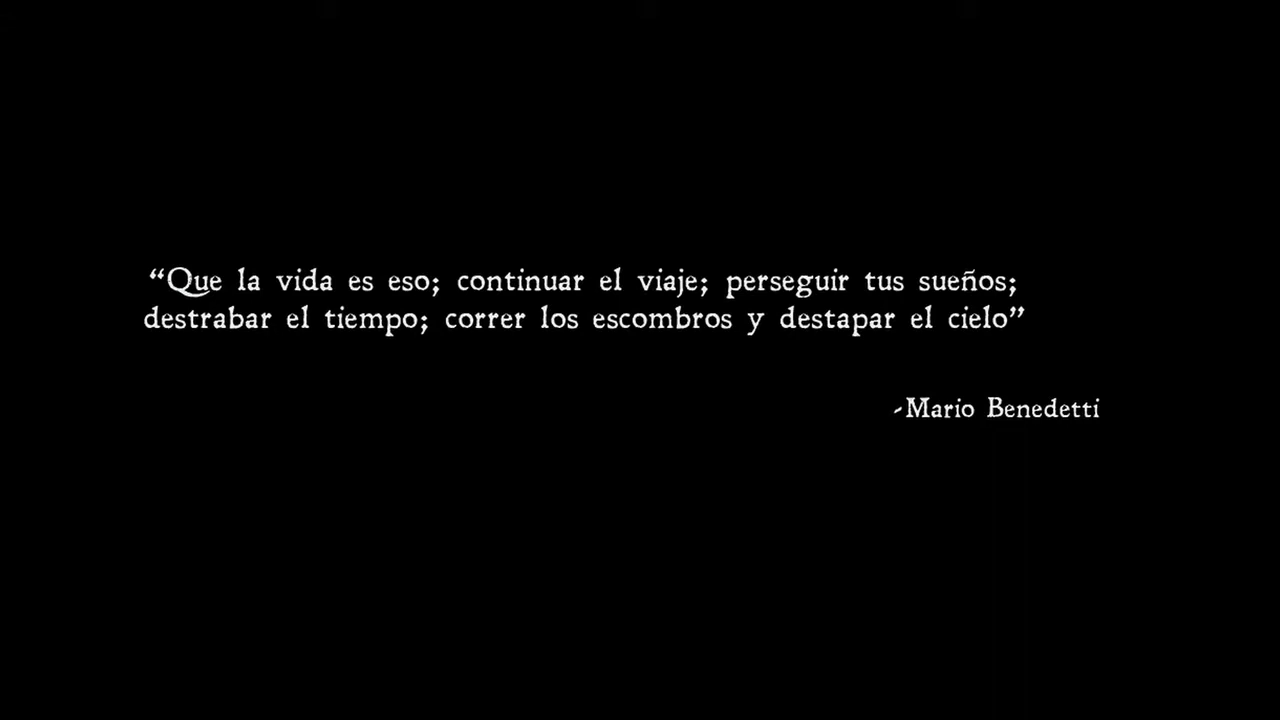 “Que la vida es eso; continuar el viaje; perseguir tus sueños;
destrabar el tiempo; correr los escombros y destapar el cielo”
-Mario Benedetti